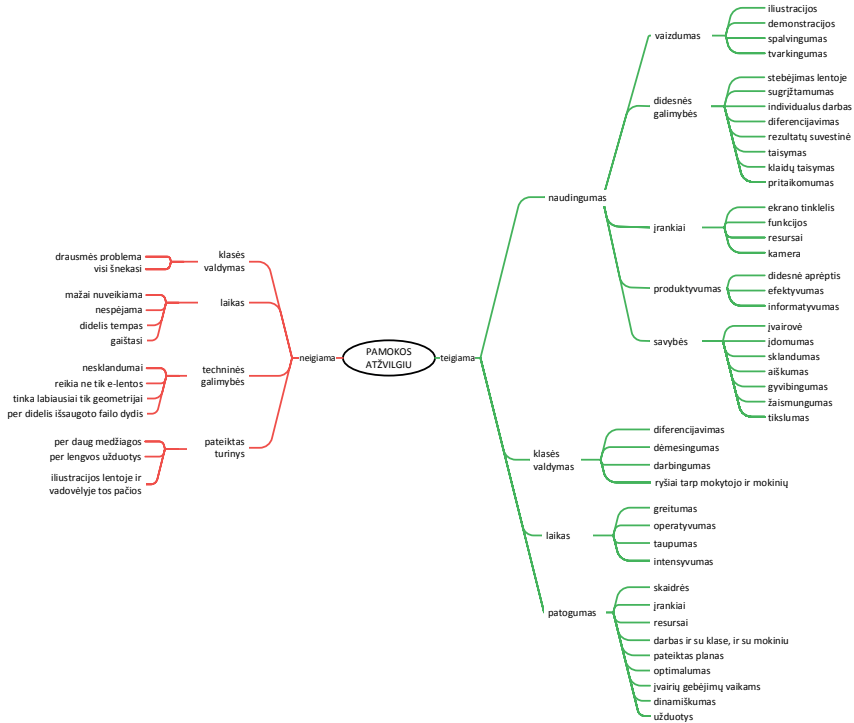 PAMOKOS
ATŽVILGIU
neigiama
klasės
valdymas
drausmės problema
visi šnekasi
laikas
mažai nuveikiama
nespėjama
didelis tempas
gaištasi
techninės
galimybės
nesklandumai
reikia ne tik e-lentos
tinka labiausiai tik geometrijai
per didelis išsaugoto failo dydis
pateiktas
turinys
per daug medžiagos
per lengvos užduotys
iliustracijos lentoje ir
vadovėlyje tos pačios
teigiama
naudingumas
vaizdumas
iliustracijos
demonstracijos
spalvingumas
tvarkingumas
didesnės
galimybės
stebėjimas lentoje
sugrįžtamumas
individualus darbas
diferencijavimas
rezultatų suvestinė
taisymas
klaidų taisymas
pritaikomumas
įrankiai
ekrano tinklelis
funkcijos
resursai
kamera
produktyvumas
didesnė aprėptis
efektyvumas
informatyvumas
savybės
įvairovė
įdomumas
sklandumas
aiškumas
gyvibingumas
žaismungumas
tikslumas
klasės
valdymas
diferencijavimas
dėmesingumas
darbingumas
ryšiai tarp mokytojo ir mokinių
laikas
greitumas
operatyvumas
taupumas
intensyvumas
patogumas
skaidrės
įrankiai
resursai
darbas ir su klase, ir su mokiniu
pateiktas planas
optimalumas
įvairių gebėjimų vaikams
dinamiškumas
užduotys